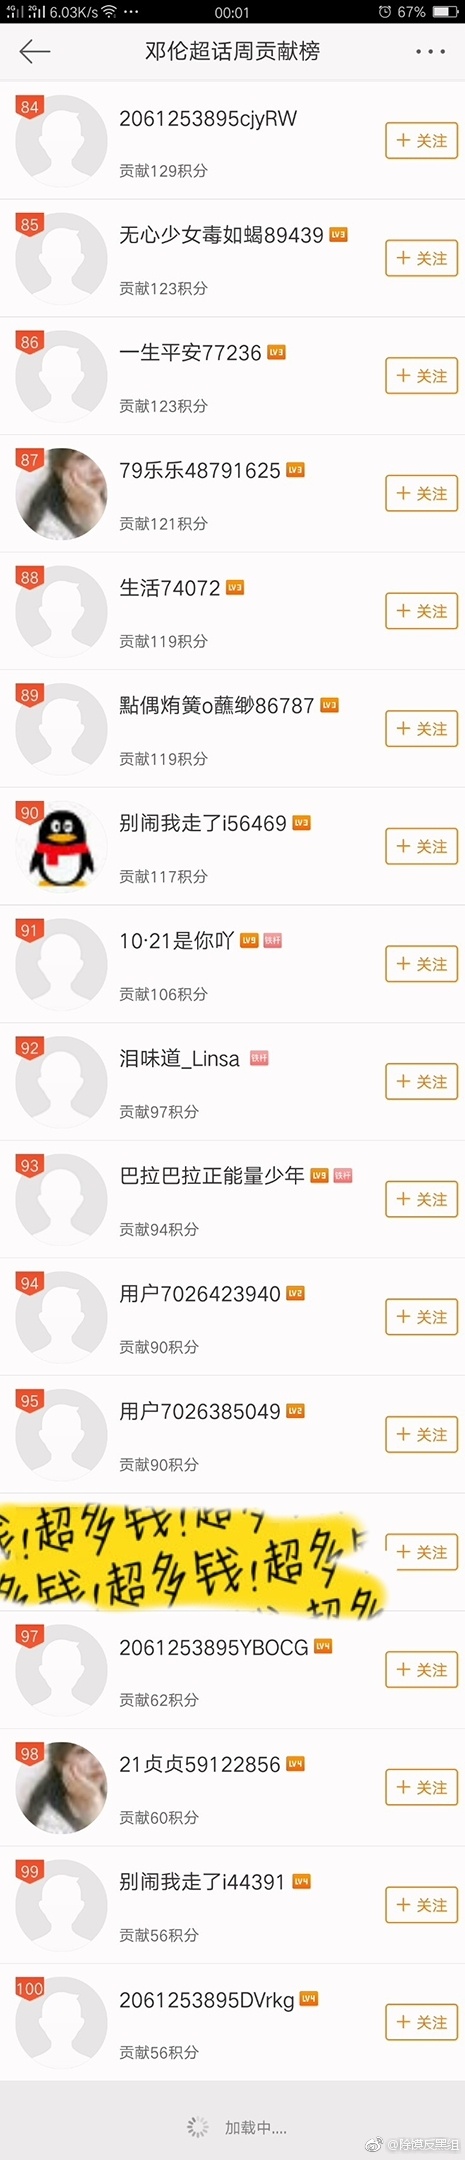 4G 2G 6.03K/s ··· 00:01 67%
邓伦超话周贡献榜 ···
84
2061253895cjyRW
贡献129积分
+ 关注
85
无心少女毒如蝎89439 LV3
贡献123积分
+ 关注
86
一生平安77236 LV3
贡献123积分
+ 关注
87
79乐乐48791625 LV3
贡献121积分
+ 关注
88
生活74072 LV3
贡献119积分
+ 关注
89
點偶烠簧o蘸缈86787 LV3
贡献119积分
+ 关注
90
别闹我走了i56469 LV3
贡献117积分
+ 关注
91
10·21是你吖 LV9 铁杆
贡献106积分
+ 关注
92
泪味道_Linsa 铁杆
贡献97积分
+ 关注
93
巴拉巴拉正能量少年 LV9 铁杆
贡献94积分
+ 关注
94
用户7026423940 LV2
贡献90积分
+ 关注
95
用户7026385049 LV2
贡献90积分
+ 关注
钱!超多钱!超多
多钱!超多钱!超多
超多
+ 关注
97
2061253895YBOCG LV4
贡献62积分
+ 关注
98
21贞贞59122856 LV4
贡献60积分
+ 关注
99
别闹我走了i44391 LV4
贡献56积分
+ 关注
100
2061253895DVrkg LV4
贡献56积分
+ 关注
加载中....
@除镆反黑组